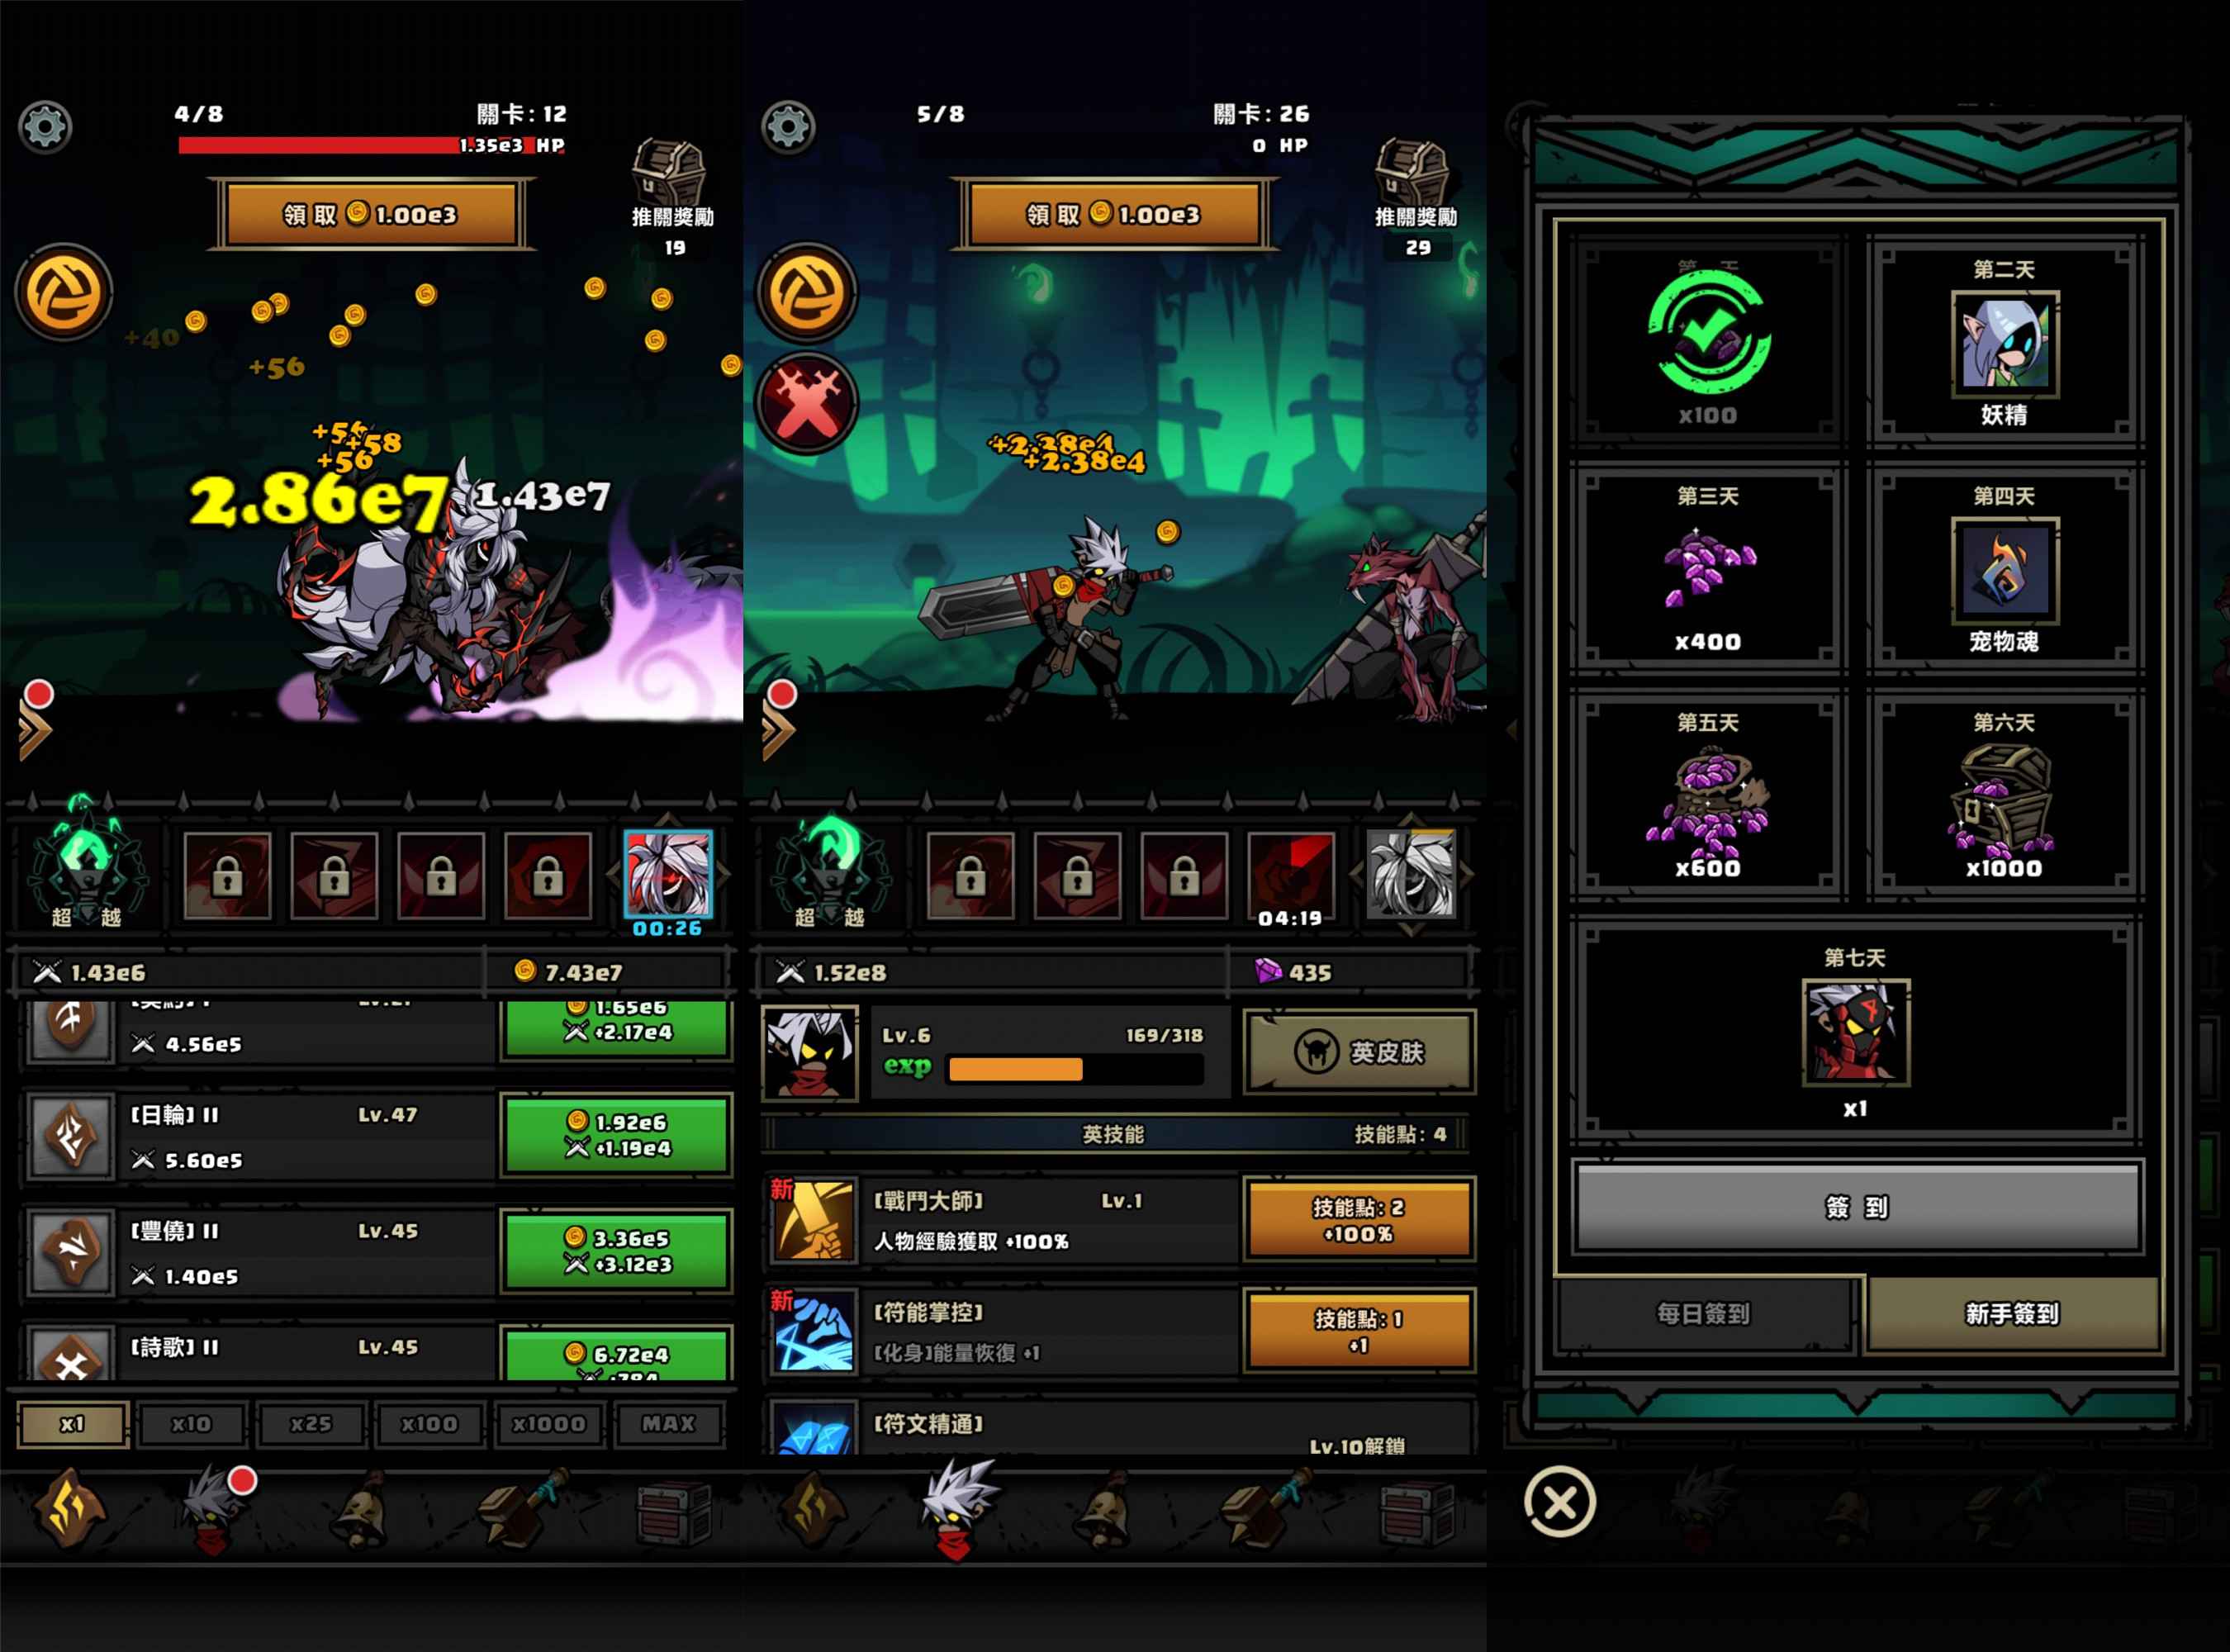 4/8
關卡: 12
1.35e3 HP
領取 1.00e3
推關獎勵
19
+40
+56
+58
+56
2.86e7
1.43e7
超越
00:26
1.43e6
7.43e7
1.65e6
4.56e5
+2.17e4
[日輪] II
Lv.47
1.92e6
5.60e5
+1.19e4
[豐僥] II
Lv.45
3.36e5
1.40e5
+3.12e3
[詩歌] II
Lv.45
6.72e4
x1
x10
x25
x100
x1000
MAX
5/8
關卡: 26
0 HP
領取 1.00e3
推關獎勵
29
+2.38e4
+2.38e4
超越
04:19
1.52e8
435
Lv.6
169/318
exp
英皮肤
英技能
技能點: 4
新
[戰鬥大師]
Lv.1
技能點: 2
人物經驗獲取 +100%
+100%
新
[符能掌控]
技能點: 1
[化身]能量恢復 +1
+1
[符文精通]
Lv.10解鎖
x100
第二天
妖精
第三天
x400
第四天
宠物魂
第五天
x600
第六天
x1000
第七天
x1
簽到
每日簽到
新手簽到